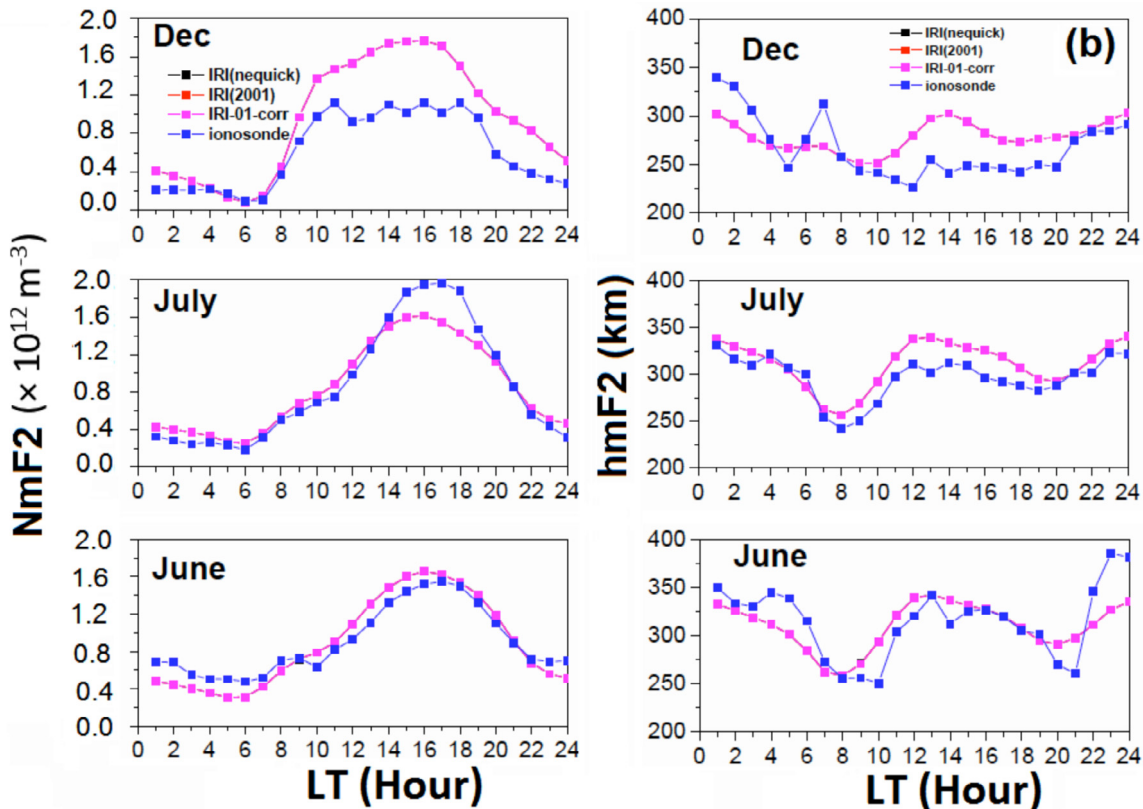 2.0
1.6
1.2
0.8
0.4
0.0
Dec
IRI(nequick)
IRI(2001)
IRI-01-corr
ionosonde
0 2 4 6 8 10 12 14 16 18 20 22 24
2.0
1.6
1.2
0.8
0.4
0.0
July
0 2 4 6 8 10 12 14 16 18 20 22 24
2.0
1.6
1.2
0.8
0.4
0.0
June
0 2 4 6 8 10 12 14 16 18 20 22 24
NmF2 (× 10¹² m⁻³)
LT (Hour)
400
350
300
250
200
Dec
IRI(nequick)
IRI(2001)
IRI-01-corr
ionosonde
(b)
0 2 4 6 8 10 12 14 16 18 20 22 24
400
350
300
250
200
July
0 2 4 6 8 10 12 14 16 18 20 22 24
400
350
300
250
200
June
0 2 4 6 8 10 12 14 16 18 20 22 24
hmF2 (km)
LT (Hour)